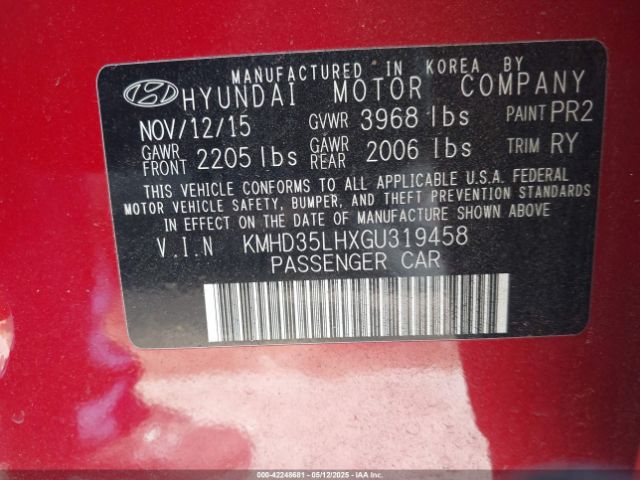 MANUFACTURED IN KOREA BY
HYUNDAI MOTOR COMPANY
NOV/12/15 GVWR 3968 lbs PAINT PR2
GAWR FRONT 2205 lbs GAWR REAR 2006 lbs TRIM RY
THIS VEHICLE CONFORMS TO ALL APPLICABLE U.S.A. FEDERAL
MOTOR VEHICLE SAFETY, BUMPER, AND THEFT PREVENTION STANDARDS
IN EFFECT ON THE DATE OF MANUFACTURE SHOWN ABOVE
V.I.N KMHD35LHXGU319458
PASSENGER CAR
000-42248681 - 05/12/2025 - IAA Inc.